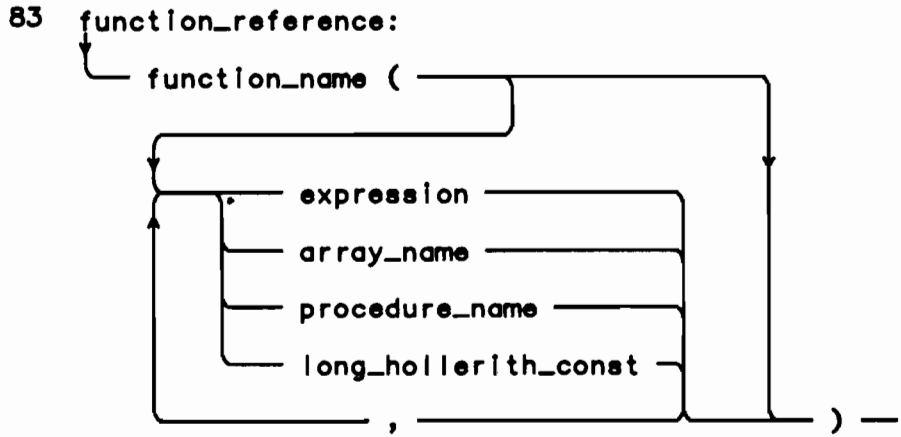 83 function_reference:
function_name (
expression
array_name
procedure_name
long_hollerith_const
, )